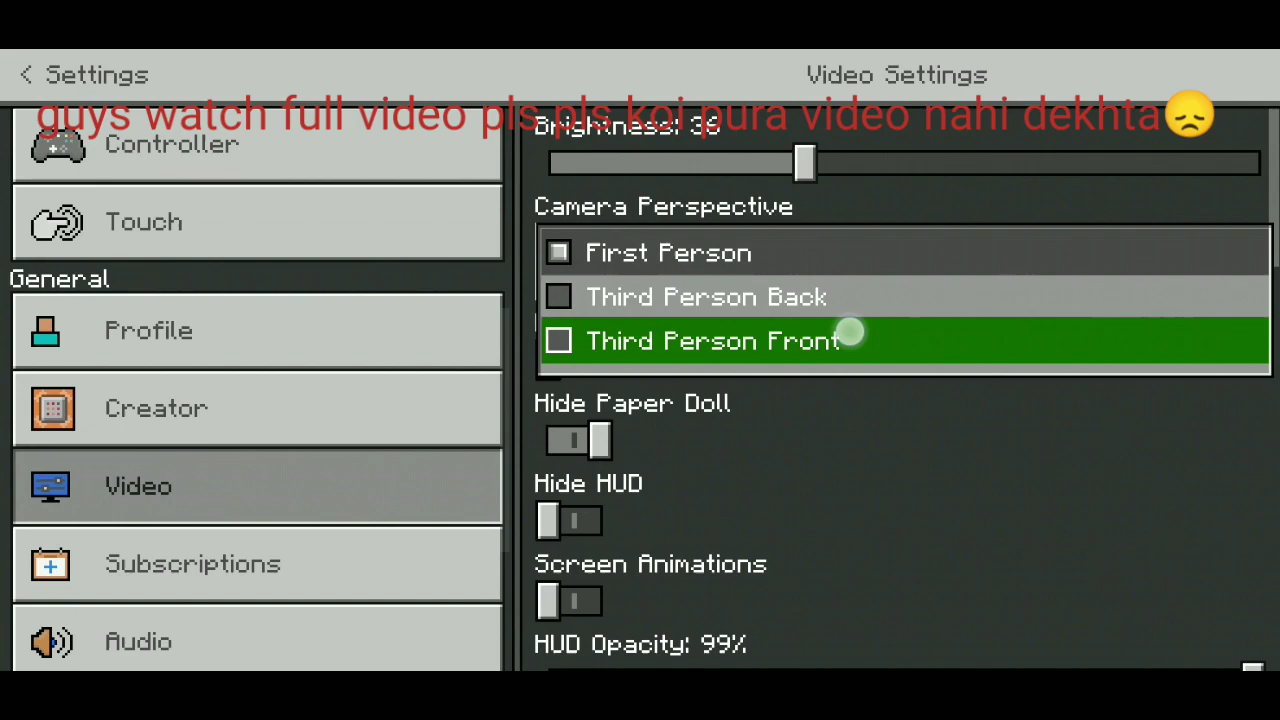 Settings
Video Settings
guys watch full video pls pls koi pura video nahi dekhta😞
Controller
Touch
General
Profile
Creator
Video
Subscriptions
Audio
Brightness: 36
Camera Perspective
First Person
Third Person Back
Third Person Front
Hide Paper Doll
Hide HUD
Screen Animations
HUD Opacity: 99%